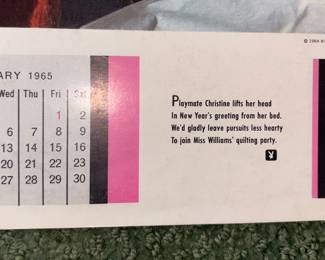 © 1964 B
ARY 1965
Wed Thu Fri Sat
1 2
6 7 8 9
13 14 15 16
20 21 22 23
27 28 29 30
Playmate Christine lifts her head
In New Year's greeting from her bed.
We'd gladly leave pursuits less hearty
To join Miss Williams' quilting party.